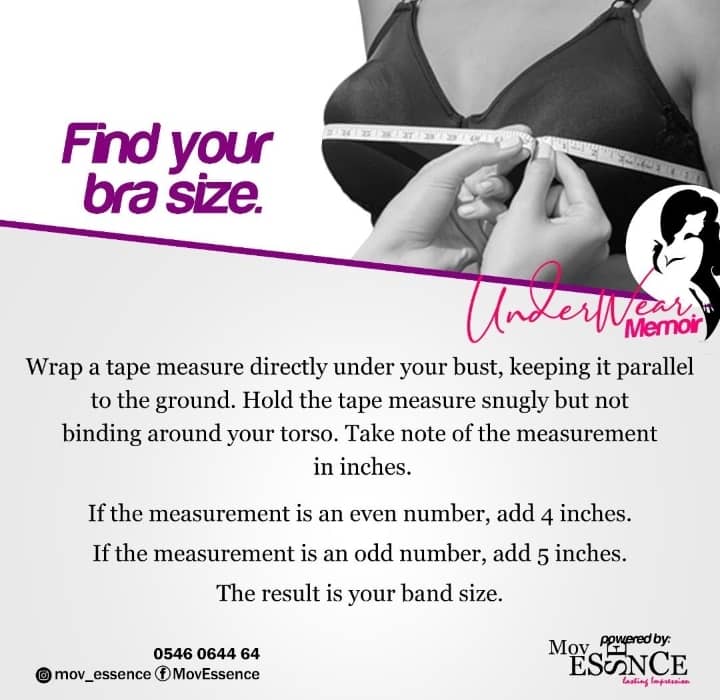 Find your
bra size.
UnderWear
Memoir
Wrap a tape measure directly under your bust, keeping it parallel
to the ground. Hold the tape measure snugly but not
binding around your torso. Take note of the measurement
in inches.
If the measurement is an even number, add 4 inches.
If the measurement is an odd number, add 5 inches.
The result is your band size.
0546 0644 64
mov_essence MovEssence
powered by:
Mov
ESSENCE
lasting Impression